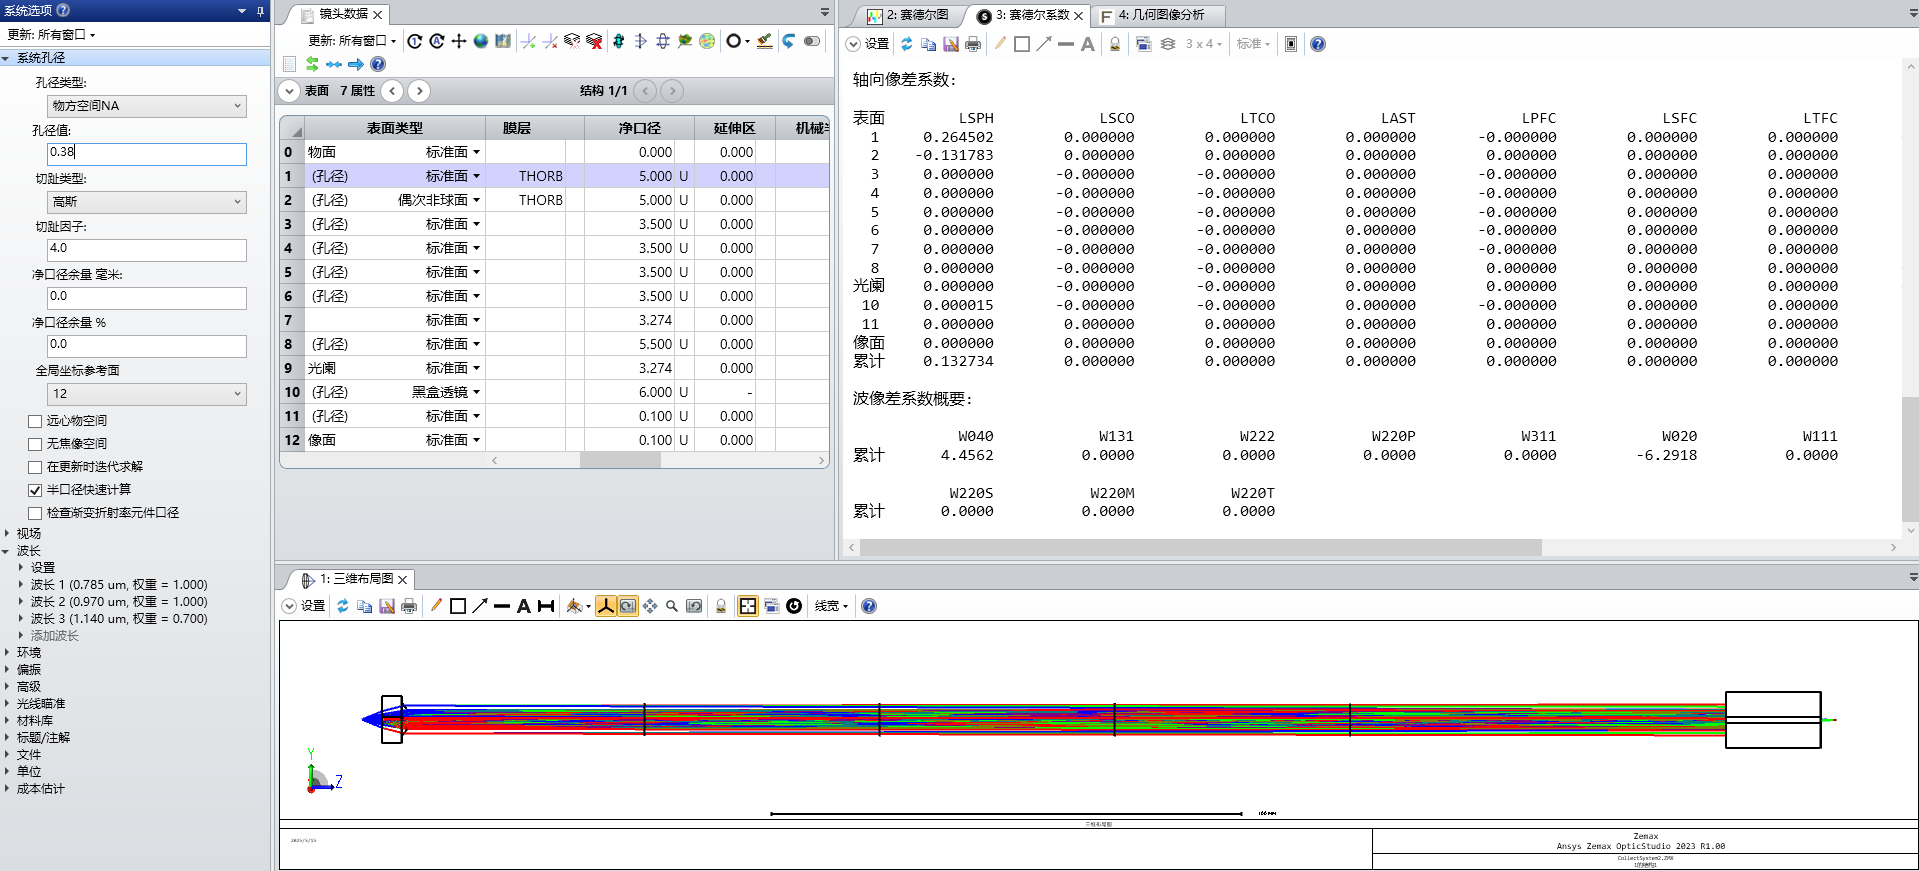 系统选项
更新: 所有窗口
系统孔径
孔径类型:
物方空间NA
孔径值:
0.38
切趾类型:
高斯
切趾因子:
4.0
净口径余量 毫米:
0.0
净口径余量 %
0.0
全局坐标参考面
12
远心物空间
无焦像空间
在更新时迭代求解
半口径快速计算
检查渐变折射率元件口径
视场
波长
设置
波长 1 (0.785 um, 权重 = 1.000)
波长 2 (0.970 um, 权重 = 1.000)
波长 3 (1.140 um, 权重 = 0.700)
添加波长
环境
偏振
高级
光线瞄准
材料库
标题/注解
文件
单位
成本估计
镜头数据
更新: 所有窗口
表面 7 属性 结构 1/1
表面类型 膜层 净口径 延伸区 机械半
0 物面 标准面 0.000 0.000
1 (孔径) 标准面 THORB 5.000 U 0.000
2 (孔径) 偶次非球面 THORB 5.000 U 0.000
3 (孔径) 标准面 3.500 U 0.000
4 (孔径) 标准面 3.500 U 0.000
5 (孔径) 标准面 3.500 U 0.000
6 (孔径) 标准面 3.500 U 0.000
7 标准面 3.274 0.000
8 (孔径) 标准面 5.500 U 0.000
9 光阑 标准面 3.274 0.000
10 (孔径) 黑盒透镜 6.000 U -
11 (孔径) 标准面 0.100 U 0.000
12 像面 标准面 0.100 U 0.000
2: 赛德尔图 3: 赛德尔系数 4: 几何图像分析
设置 3 x 4 标准
轴向像差系数:
表面 LSPH LSCO LTCO LAST LPFC LSFC LTFC
1 0.264502 0.000000 0.000000 0.000000 -0.000000 0.000000 0.000000
2 -0.131783 0.000000 0.000000 0.000000 0.000000 0.000000 0.000000
3 0.000000 -0.000000 -0.000000 0.000000 -0.000000 0.000000 0.000000
4 0.000000 -0.000000 -0.000000 0.000000 -0.000000 0.000000 0.000000
5 0.000000 -0.000000 -0.000000 0.000000 -0.000000 0.000000 0.000000
6 0.000000 -0.000000 -0.000000 0.000000 -0.000000 0.000000 0.000000
7 0.000000 -0.000000 -0.000000 0.000000 -0.000000 0.000000 0.000000
8 0.000000 -0.000000 -0.000000 0.000000 0.000000 0.000000 0.000000
光阑 0.000000 -0.000000 -0.000000 0.000000 0.000000 0.000000 0.000000
10 0.000015 -0.000000 -0.000000 0.000000 -0.000000 0.000000 0.000000
11 0.000000 0.000000 0.000000 0.000000 0.000000 0.000000 0.000000
像面 0.000000 0.000000 0.000000 0.000000 0.000000 0.000000 0.000000
累计 0.132734 0.000000 0.000000 0.000000 0.000000 0.000000 0.000000
波像差系数概要:
W040 W131 W222 W220P W311 W020 W111
累计 4.4562 0.0000 0.0000 0.0000 0.0000 -6.2918 0.0000
W220S W220M W220T
累计 0.0000 0.0000 0.0000
1: 三维布局图
设置 线宽
Y
Z
100 mm
三维布局图
2025/5/15
Zemax
Ansys Zemax OpticStudio 2023 R1.00
CollectSystem2.ZMX